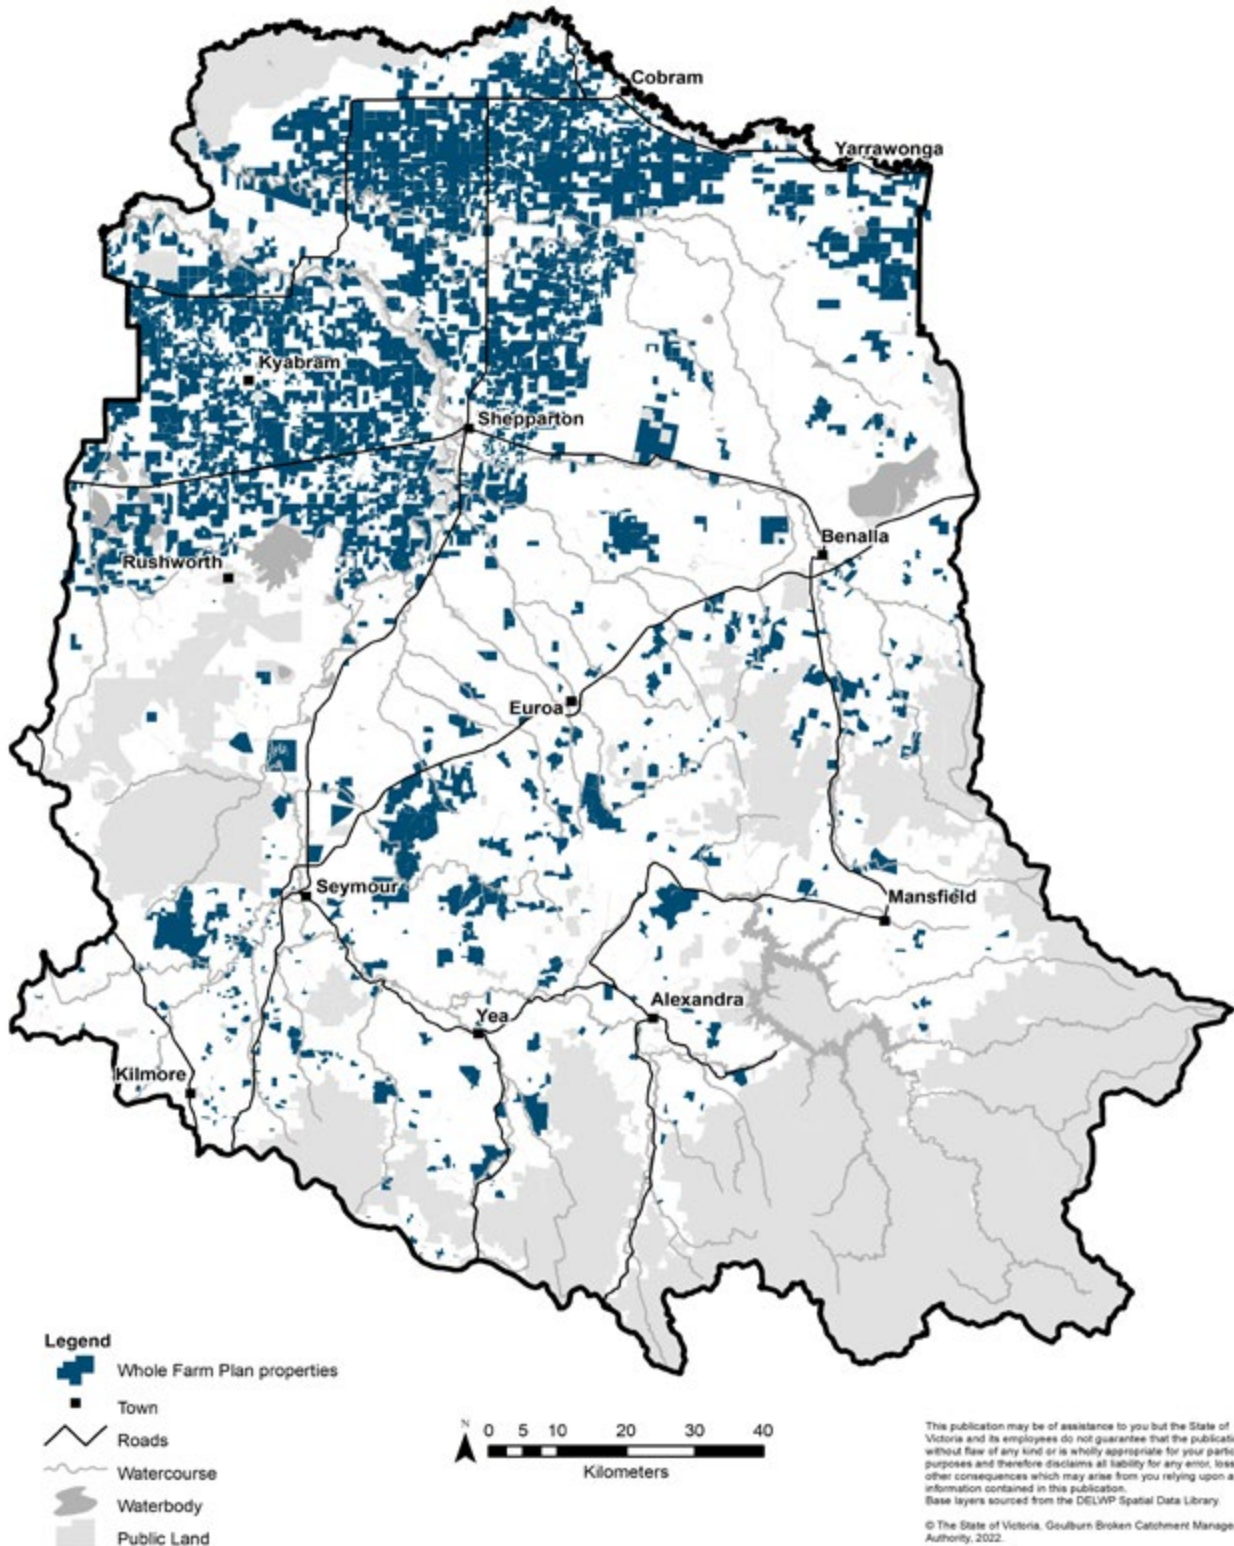 Cobram
Yarrawonga
Kyabram
Shepparton
Benalla
Rushworth
Euroa
Seymour
Mansfield
Alexandra
Yea
Kilmore
Legend
Whole Farm Plan properties
Town
Roads
Watercourse
Waterbody
Public Land
N
0 5 10 20 30 40
Kilometers
This publication may be of assistance to you but the State of
Victoria and its employees do not guarantee that the publicatio
without flaw of any kind or is wholly appropriate for your partic
purposes and therefore disclaims all liability for any error, loss
other consequences which may arise from you relying upon a
information contained in this publication.
Base layers sourced from the DELWP Spatial Data Library.
© The State of Victoria, Goulburn Broken Catchment Manage
Authority, 2022.